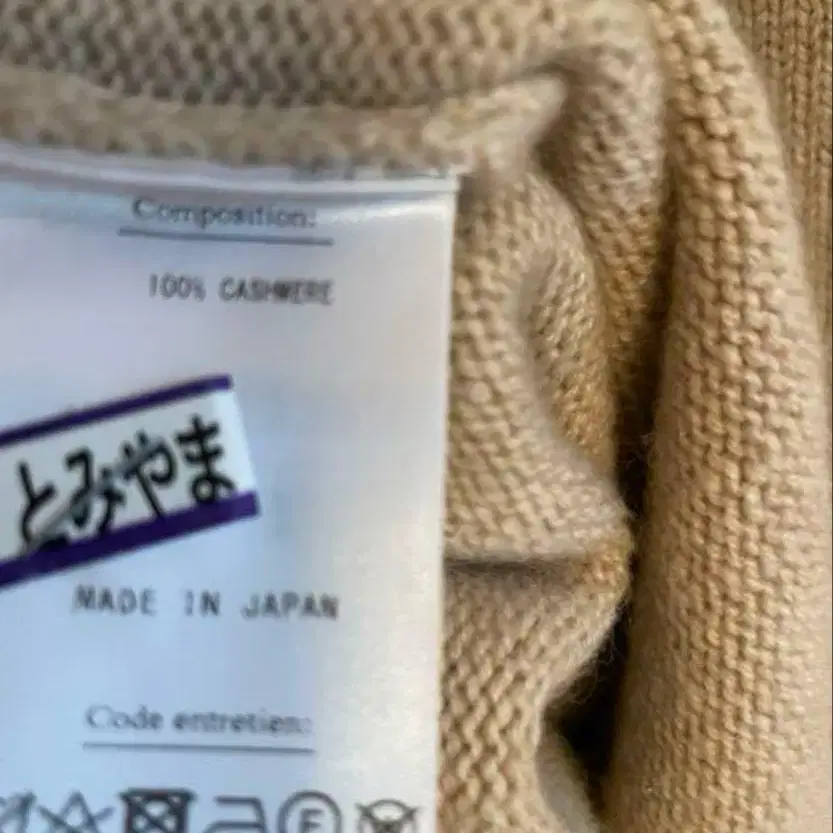 Composition:
100% CASHMERE
とみやま
MADE IN JAPAN
Code entretien:
F